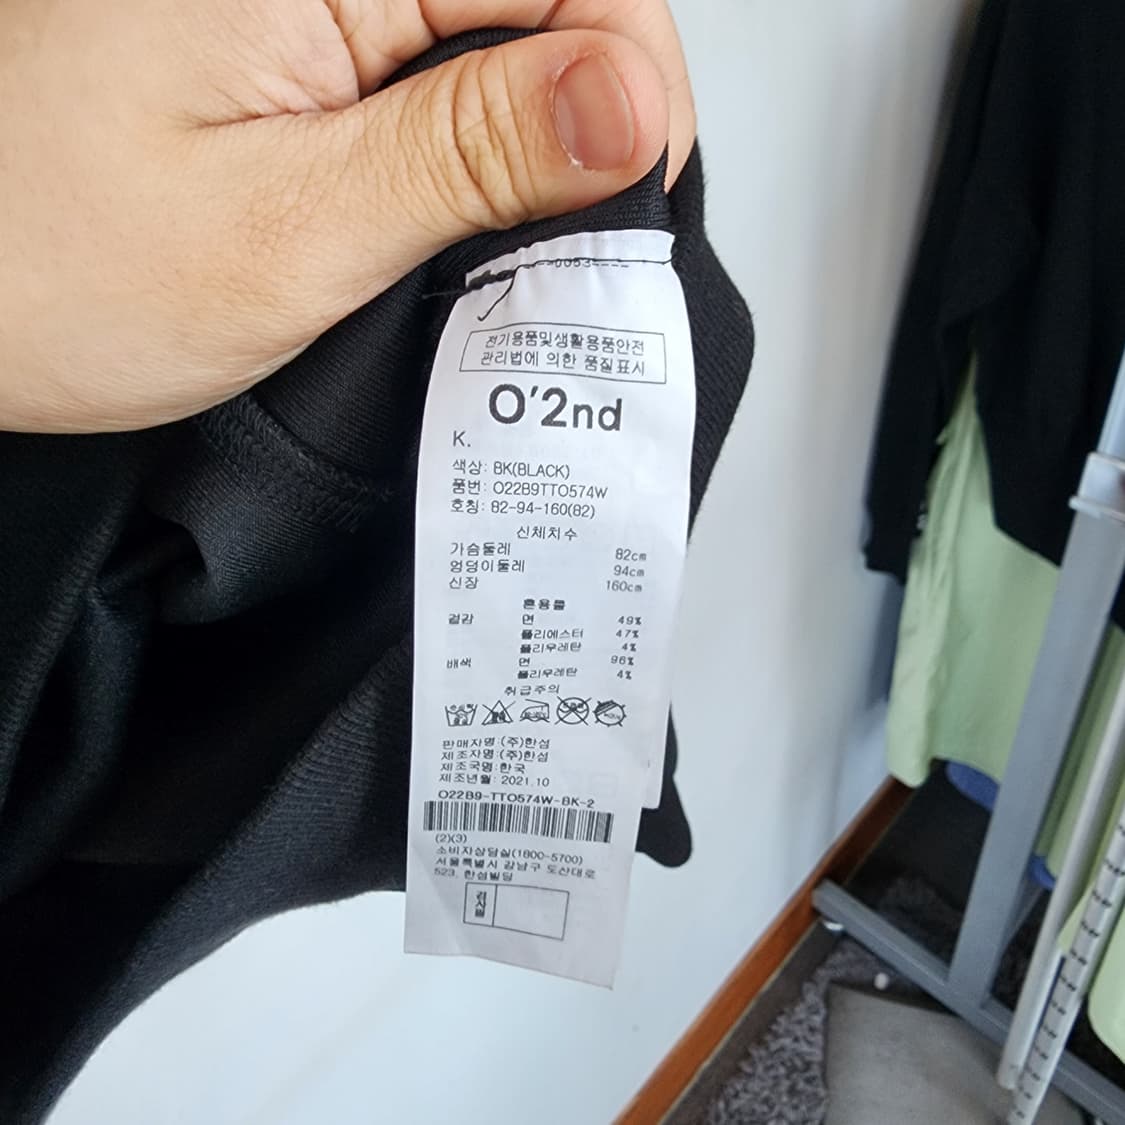 --0053----
전기용품및생활용품안전
관리법에 의한 품질표시
O'2nd
K.
색상: BK(BLACK)
품번: O22B9TTO574W
호칭: 82-94-160(82)
신체치수
가슴둘레 82cm
엉덩이둘레 94cm
신장 160cm
혼용률
겉감 면 49%
폴리에스터 47%
폴리우레탄 4%
배색 면 96%
폴리우레탄 4%
취급주의
판매자명:(주)한섬
제조자명:(주)한섬
제조국명:한국
제조년월: 2021.10
O22B9-TTO574W-BK-2
(2)(3)
소비자상담실(1800-5700)
서울특별시 강남구 도산대로
523, 한섬빌딩